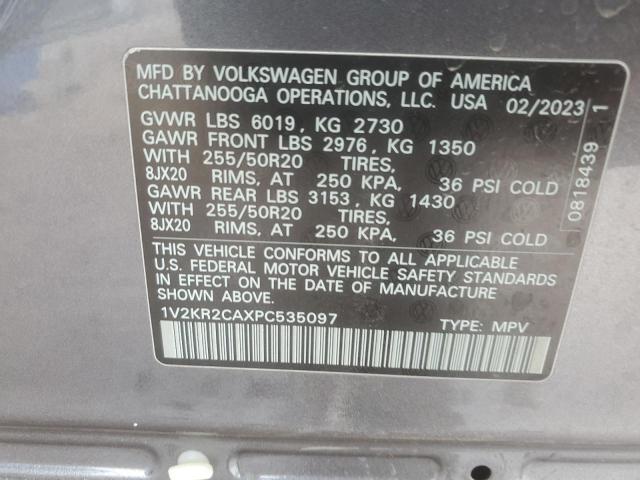 MFD BY VOLKSWAGEN GROUP OF AMERICA
CHATTANOOGA OPERATIONS, LLC. USA 02/2023
GVWR LBS 6019, KG 2730
GAWR FRONT LBS 2976, KG 1350
WITH 255/50R20 TIRES,
8JX20 RIMS, AT 250 KPA, 36 PSI COLD
GAWR REAR LBS 3153, KG 1430
WITH 255/50R20 TIRES,
8JX20 RIMS, AT 250 KPA, 36 PSI COLD
THIS VEHICLE CONFORMS TO ALL APPLICABLE
U.S. FEDERAL MOTOR VEHICLE SAFETY STANDARDS
IN EFFECT ON THE DATE OF MANUFACTURE
SHOWN ABOVE.
1V2KR2CAXPC535097 TYPE: MPV
0818439 1